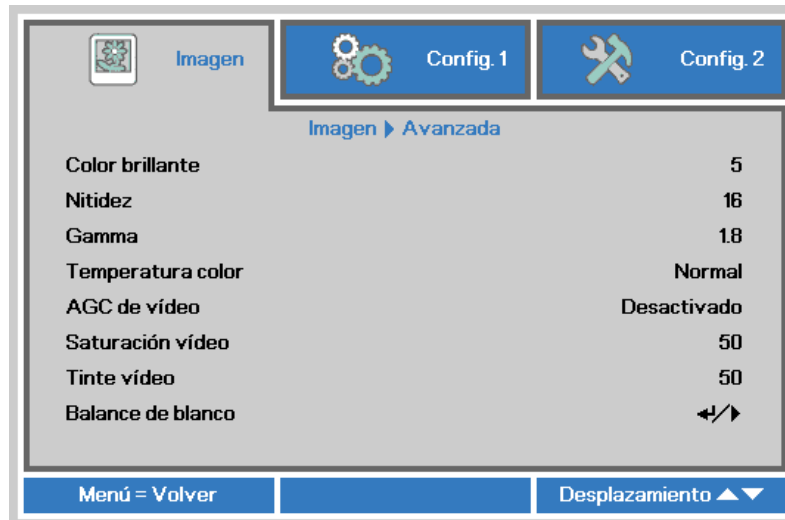 Imagen
Config. 1
Config. 2
Imagen Avanzada
Color brillante 5
Nitidez 16
Gamma 1.8
Temperatura color Normal
AGC de vídeo Desactivado
Saturación vídeo 50
Tinte vídeo 50
Balance de blanco /
Menú = Volver
Desplazamiento